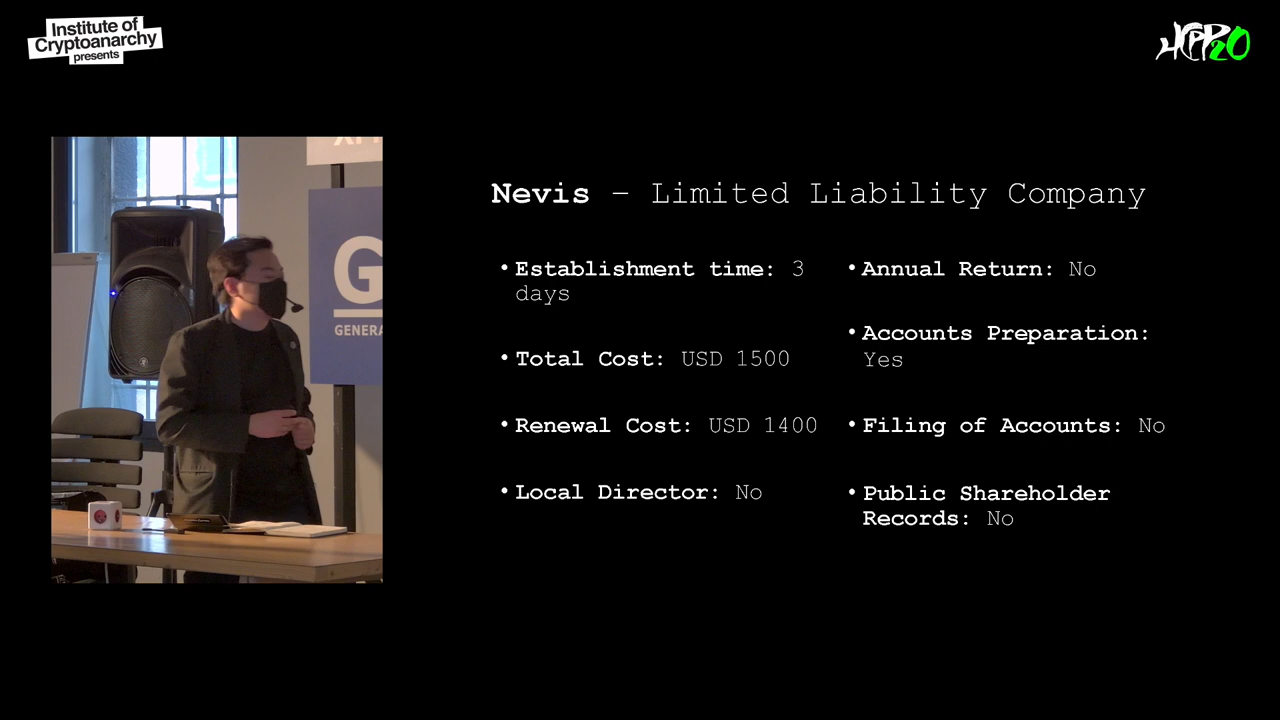 Institute of
Cryptoanarchy
presents
HCPP20
Nevis – Limited Liability Company
• Establishment time: 3
days
• Total Cost: USD 1500
• Renewal Cost: USD 1400
• Local Director: No
• Annual Return: No
• Accounts Preparation:
Yes
• Filing of Accounts: No
• Public Shareholder
Records: No
G
GENERA